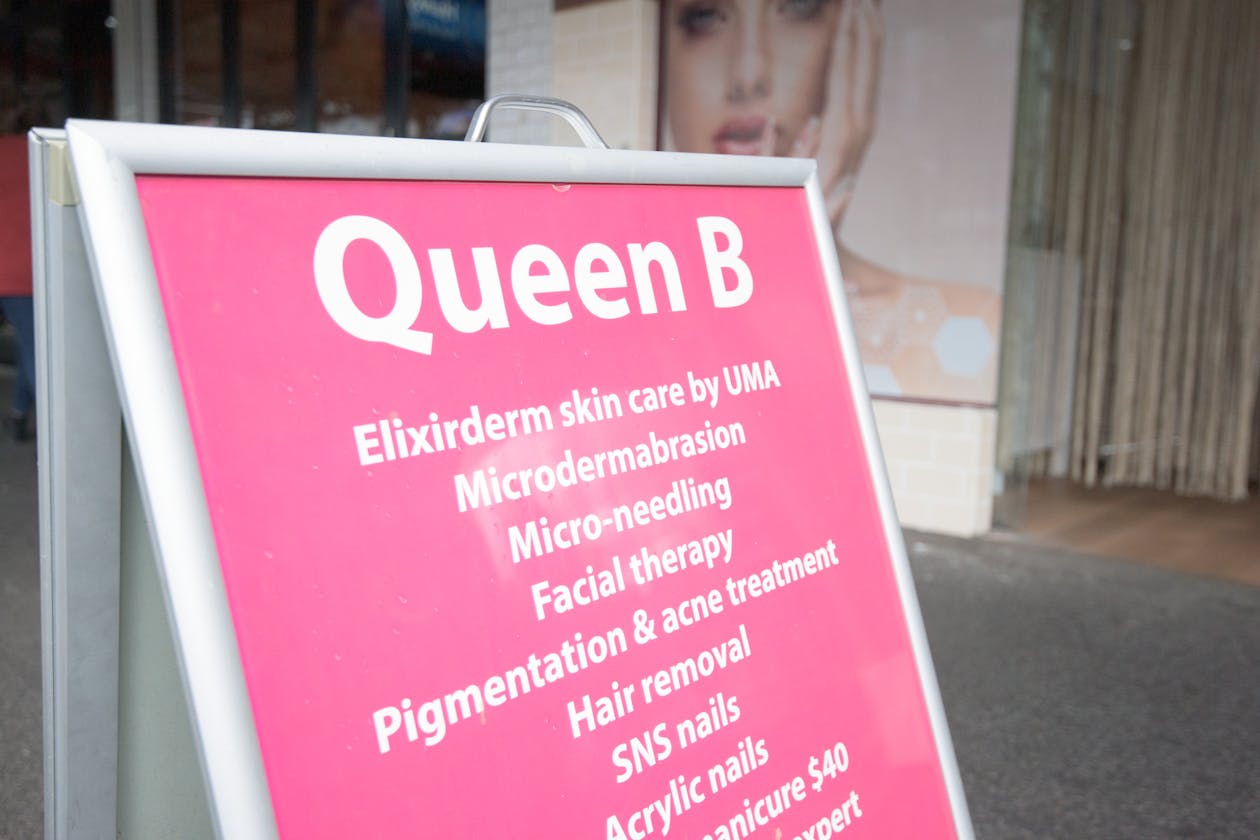 Queen B
Elixirderm skin care by UMA
Microdermabrasion
Micro-needling
Facial therapy
Pigmentation & acne treatment
Hair removal
SNS nails
Acrylic nails
$40